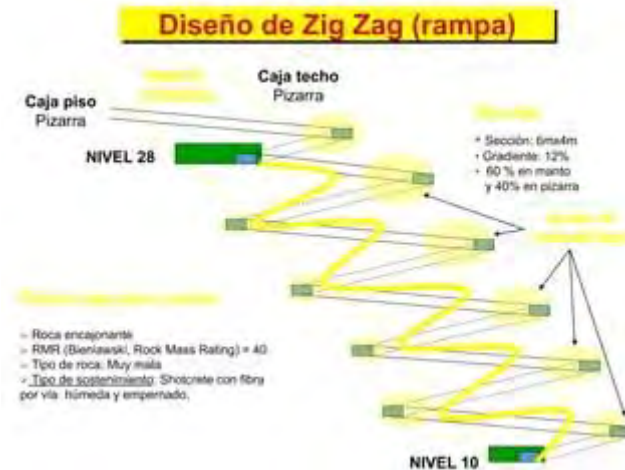 Diseño de Zig Zag (rampa)
Caja techo
Pizarra
Caja piso
Pizarra
NIVEL 28
• Sección: 6mx4m
• Gradiente: 12%
• 60 % en manto
y 40% en pizarra
– Roca encajonante
– RMR (Bieniawski, Rock Mass Rating) = 40
– Tipo de roca: Muy mala
✓ Tipo de sostenimiento: Shotcrete con fibra
por vía húmeda y empernado.
NIVEL 10